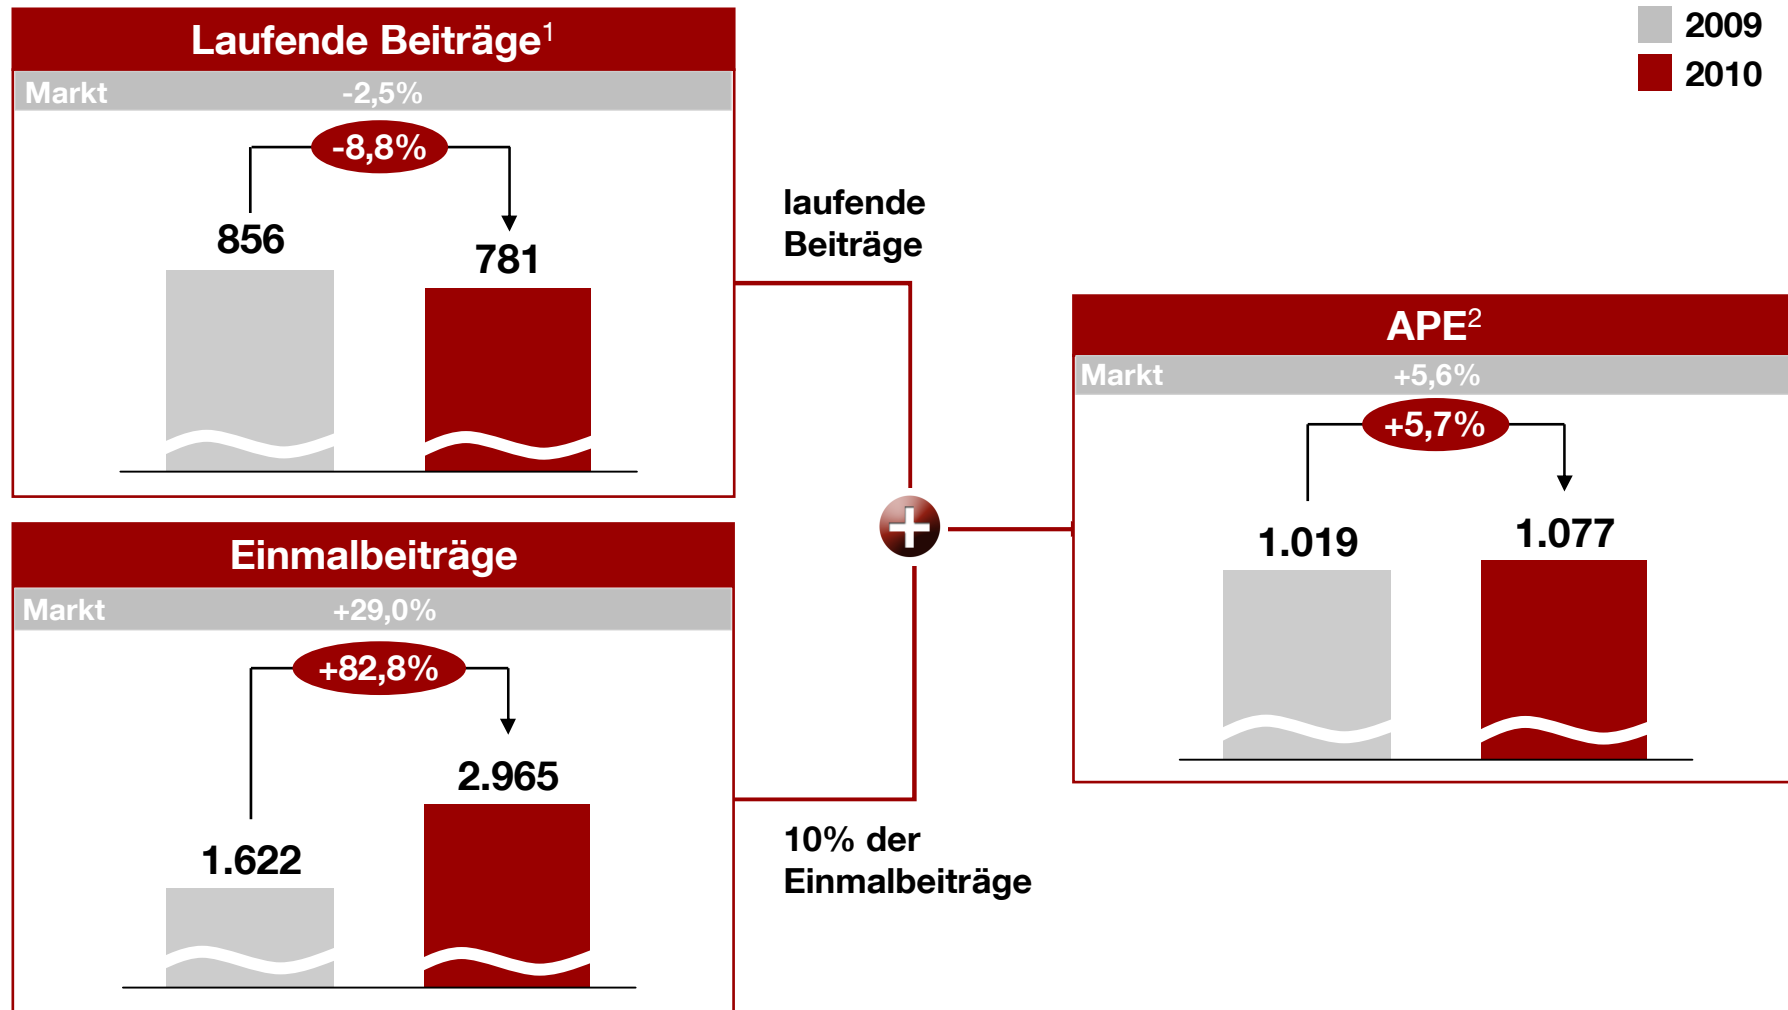 2009
2010
Laufende Beiträge1
Markt -2,5%
-8,8%
856
781
laufende
Beiträge
Einmalbeiträge
Markt +29,0%
+82,8%
1.622
2.965
10% der
Einmalbeiträge
APE2
Markt +5,6%
+5,7%
1.019
1.077